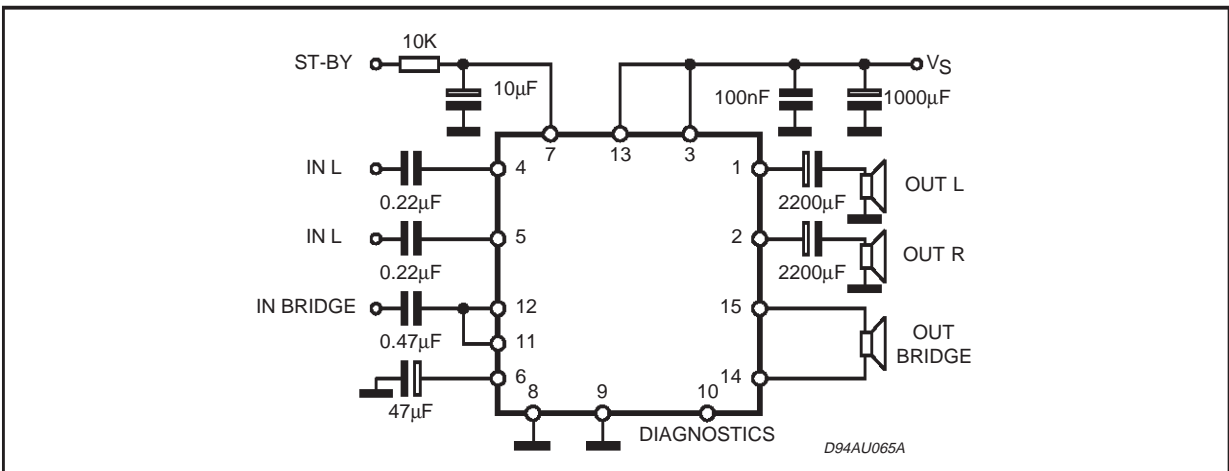 10K
ST-BY
VS
10μF
100nF
1000μF
7
13
3
IN L
4
1
OUT L
0.22μF
2200μF
IN L
5
2
OUT R
0.22μF
2200μF
IN BRIDGE
12
15
0.47μF
11
OUT
BRIDGE
6
14
47μF
8
9
10
DIAGNOSTICS
D94AU065A